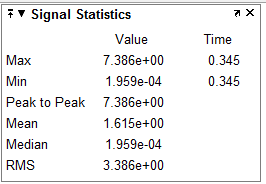 Signal Statistics
Value Time
Max 7.386e+00 0.345
Min 1.959e-04 0.345
Peak to Peak 7.386e+00
Mean 1.615e+00
Median 1.959e-04
RMS 3.386e+00